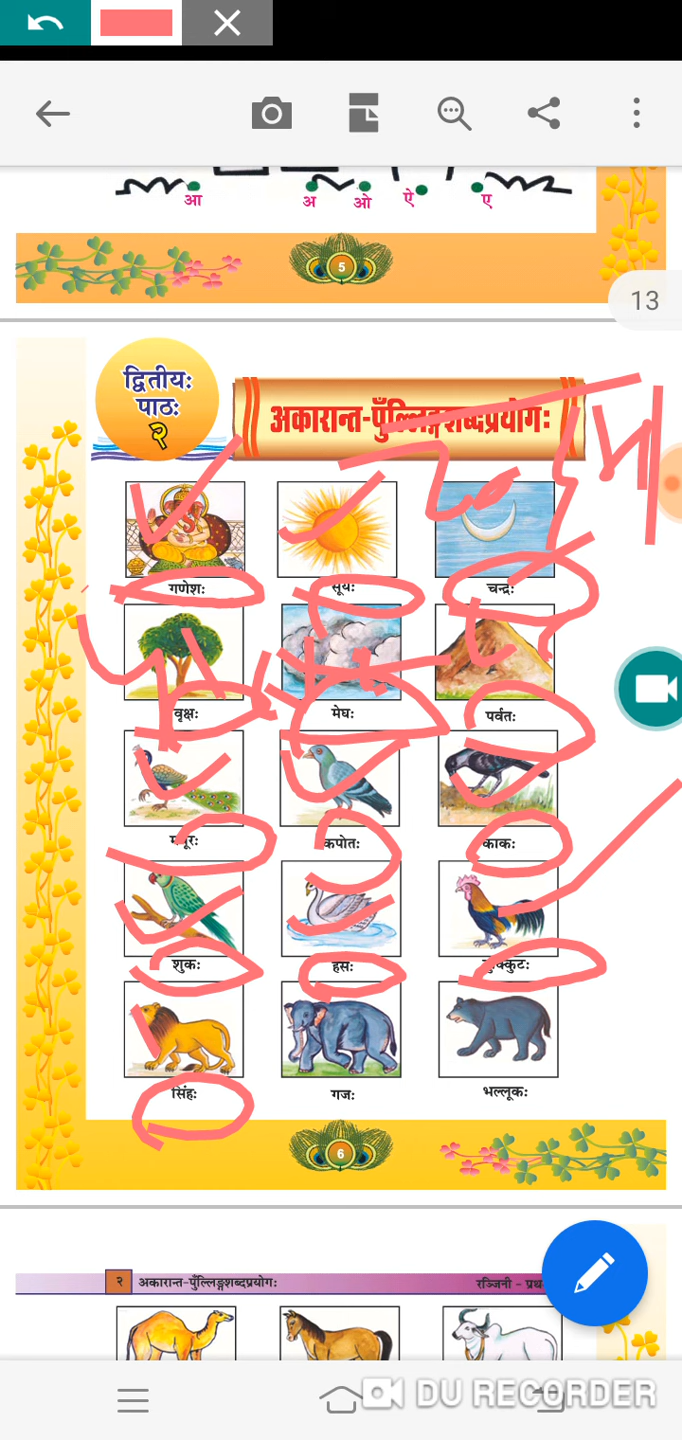 आ अ ओ ऐ ए
5
13
द्वितीयः
पाठः
२
अकारान्त-पुँल्लिङ्गशब्दप्रयोगः
गणेशः सूर्यः चन्द्रः
वृक्षः मेघः पर्वतः
मयूरः कपोतः काकः
शुकः हंसः कुक्कुटः
सिंहः गजः भल्लूकः
6
२ अकारान्त-पुँल्लिङ्गशब्दप्रयोगः रञ्जिनी -
DU RECORDER